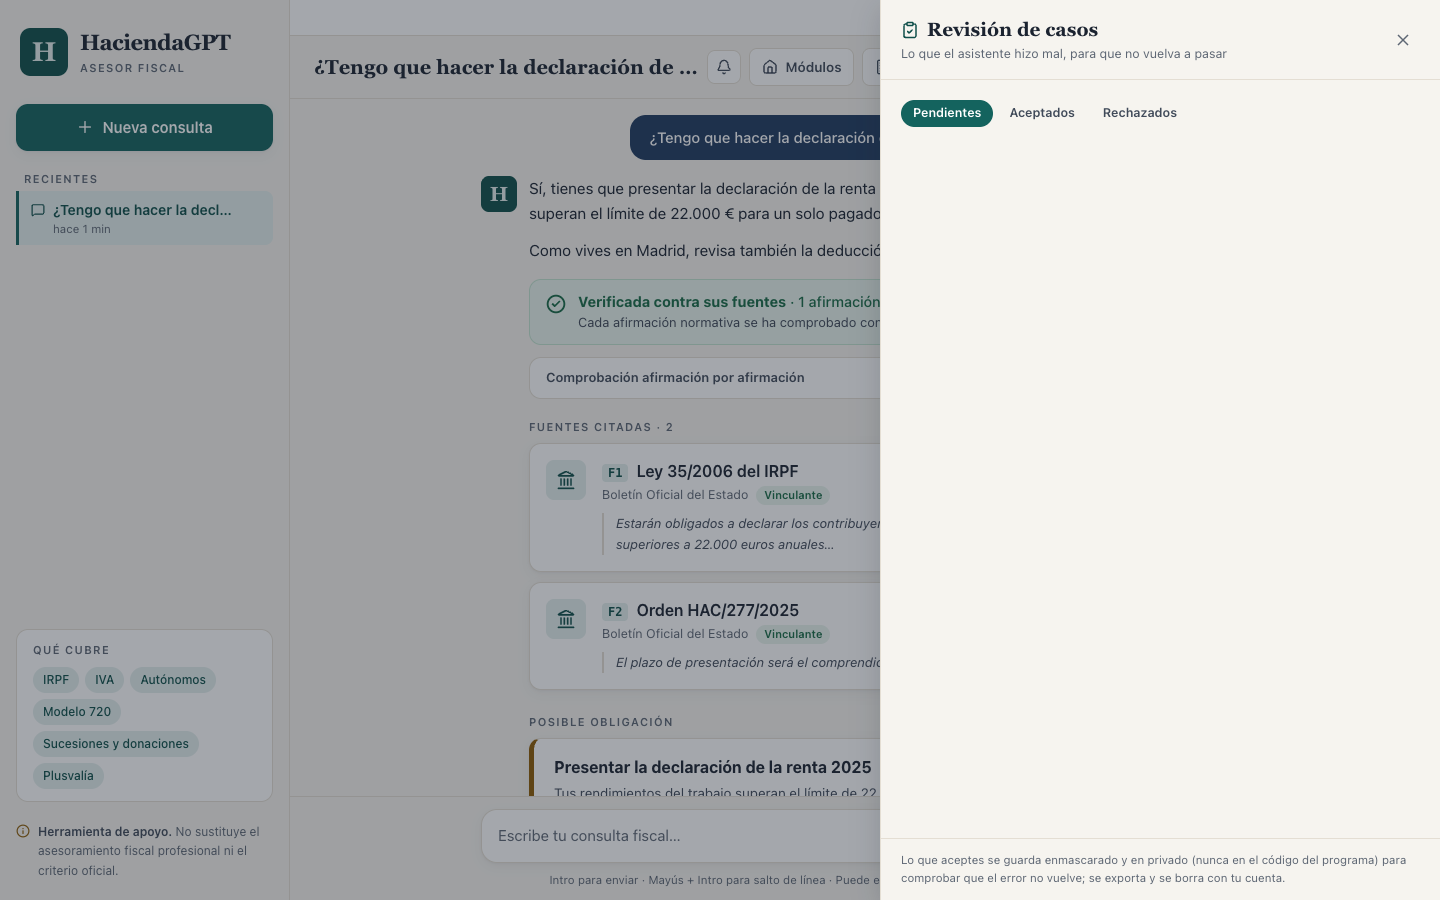 H
HaciendaGPT
ASESOR FISCAL
Nueva consulta
RECIENTES
¿Tengo que hacer la decl...
hace 1 min
QUÉ CUBRE
IRPF
IVA
Autónomos
Modelo 720
Sucesiones y donaciones
Plusvalía
Herramienta de apoyo. No sustituye el
asesoramiento fiscal profesional ni el
criterio oficial.
¿Tengo que hacer la declaración de ...
Módulos
¿Tengo que hacer la declaración
H
Sí, tienes que presentar la declaración de la renta
superan el límite de 22.000 € para un solo pagado
Como vives en Madrid, revisa también la deducció
Verificada contra sus fuentes · 1 afirmación
Cada afirmación normativa se ha comprobado con
Comprobación afirmación por afirmación
FUENTES CITADAS · 2
F1 Ley 35/2006 del IRPF
Boletín Oficial del Estado Vinculante
Estarán obligados a declarar los contribuyen
superiores a 22.000 euros anuales...
F2 Orden HAC/277/2025
Boletín Oficial del Estado Vinculante
El plazo de presentación será el comprendid
POSIBLE OBLIGACIÓN
Presentar la declaración de la renta 2025
Tus rendimientos del trabajo superan el límite de 22
Escribe tu consulta fiscal...
Intro para enviar · Mayús + Intro para salto de línea · Puede e
Revisión de casos
Lo que el asistente hizo mal, para que no vuelva a pasar
Pendientes
Aceptados
Rechazados
Lo que aceptes se guarda enmascarado y en privado (nunca en el código del programa) para
comprobar que el error no vuelve; se exporta y se borra con tu cuenta.